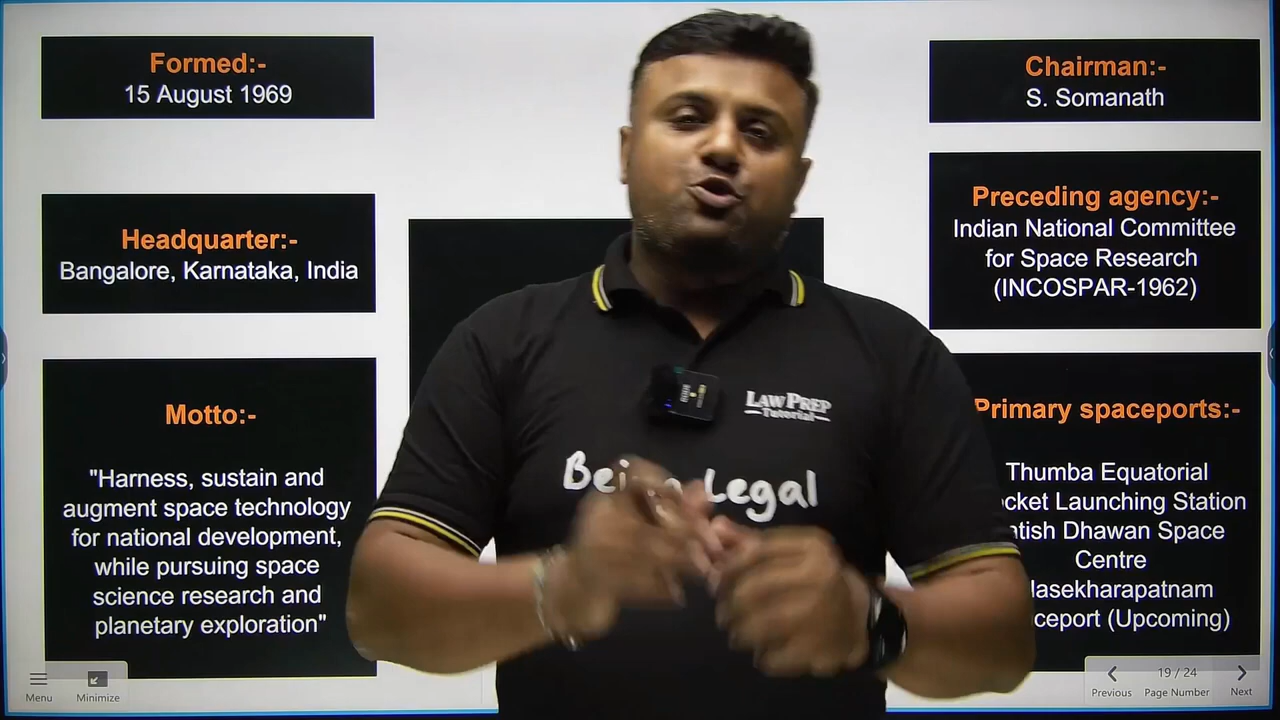 Formed:-
15 August 1969
Headquarter:-
Bangalore, Karnataka, India
Motto:-
"Harness, sustain and
augment space technology
for national development,
while pursuing space
science research and
planetary exploration"
Chairman:-
S. Somanath
Preceding agency:-
Indian National Committee
for Space Research
(INCOSPAR-1962)
Primary spaceports:-
Thumba Equatorial
Launching Station
Dhawan Space
Centre
(Upcoming)
LAW PREP
Tutorial
Legal
Menu
Minimize
Previous
19 / 24
Page Number
Next